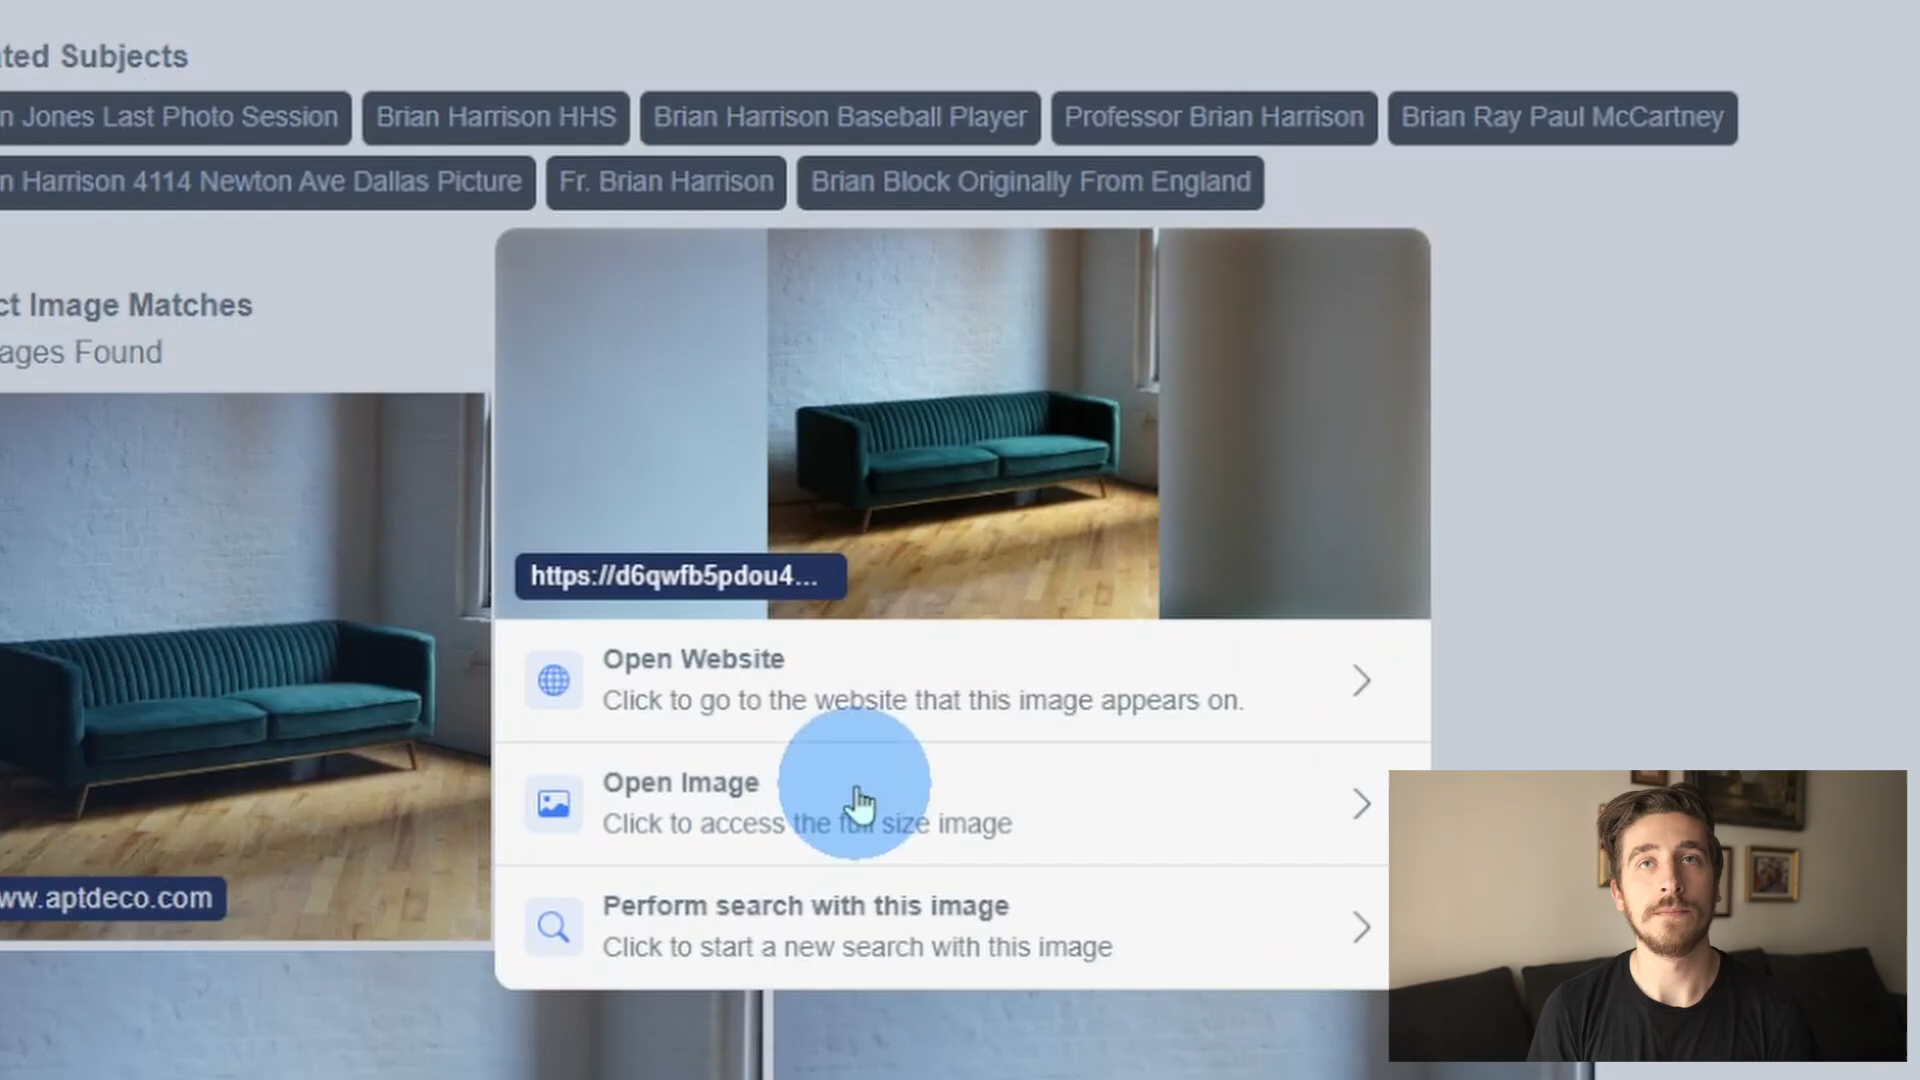 ted Subjects
n Jones Last Photo Session
Brian Harrison HHS
Brian Harrison Baseball Player
Professor Brian Harrison
Brian Ray Paul McCartney
n Harrison 4114 Newton Ave Dallas Picture
Fr. Brian Harrison
Brian Block Originally From England
ct Image Matches
ages Found
https://d6qwfb5pdou4...
Open Website
Click to go to the website that this image appears on.
Open Image
Click to access the full size image
ww.aptdeco.com
Perform search with this image
Click to start a new search with this image